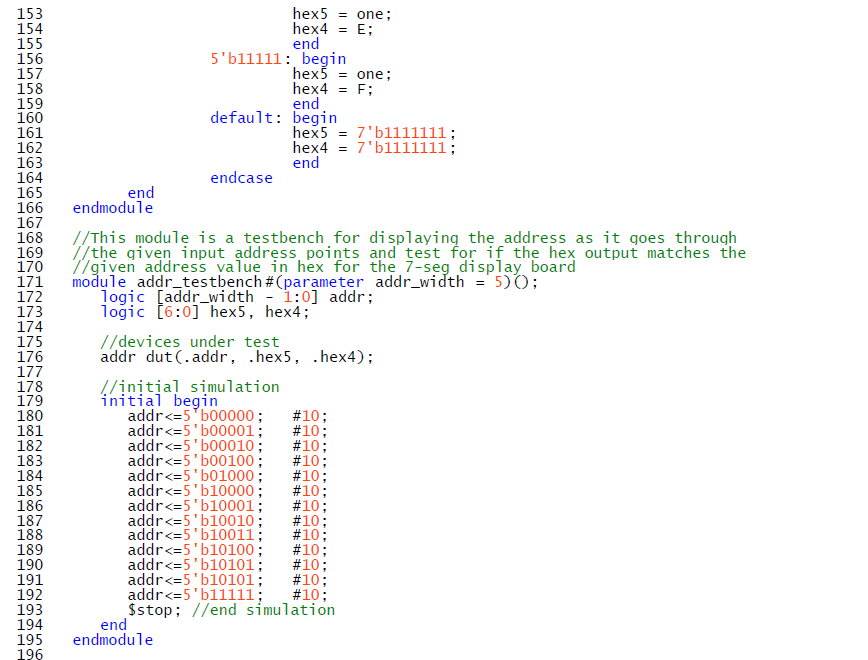 153 hex5 = one;
154 hex4 = E;
155 end
156 5'b11111: begin
157 hex5 = one;
158 hex4 = F;
159 end
160 default: begin
161 hex5 = 7'b1111111;
162 hex4 = 7'b1111111;
163 end
164 endcase
165 end
166 endmodule
167
168 //This module is a testbench for displaying the address as it goes through
169 //the given input address points and test for if the hex output matches the
170 //given address value in hex for the 7-seg display board
171 module addr_testbench#(parameter addr_width = 5)();
172 logic [addr_width - 1:0] addr;
173 logic [6:0] hex5, hex4;
174
175 //devices under test
176 addr dut(.addr, .hex5, .hex4);
177
178 //initial simulation
179 initial begin
180 addr<=5'b00000; #10;
181 addr<=5'b00001; #10;
182 addr<=5'b00010; #10;
183 addr<=5'b00100; #10;
184 addr<=5'b01000; #10;
185 addr<=5'b10000; #10;
186 addr<=5'b10001; #10;
187 addr<=5'b10010; #10;
188 addr<=5'b10011; #10;
189 addr<=5'b10100; #10;
190 addr<=5'b10101; #10;
191 addr<=5'b10101; #10;
192 addr<=5'b11111; #10;
193 $stop; //end simulation
194 end
195 endmodule
196